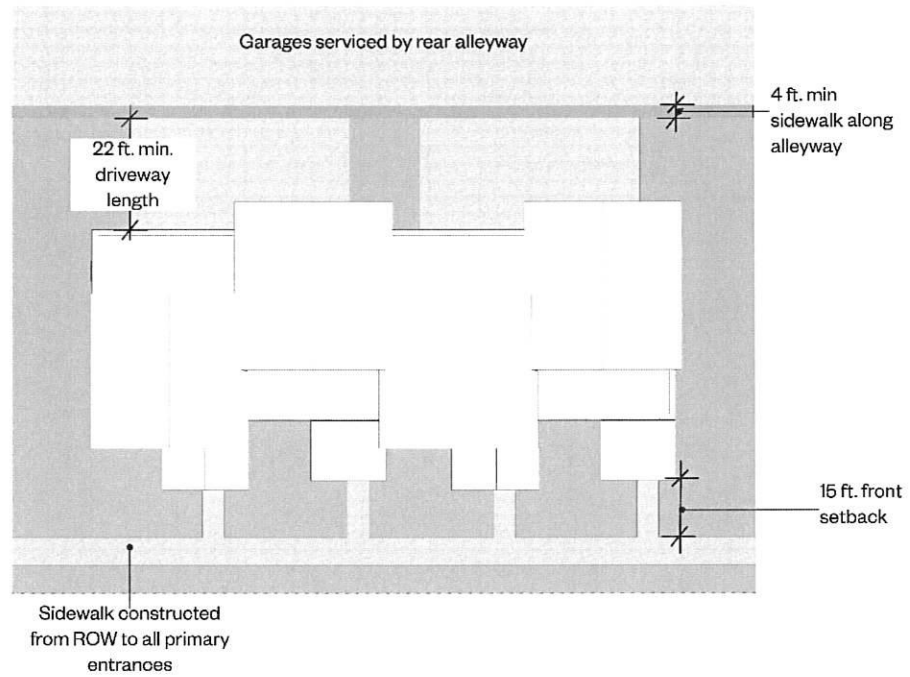 Garages serviced by rear alleyway
4 ft. min
sidewalk along
alleyway
22 ft. min.
driveway
length
15 ft. front
setback
Sidewalk constructed
from ROW to all primary
entrances